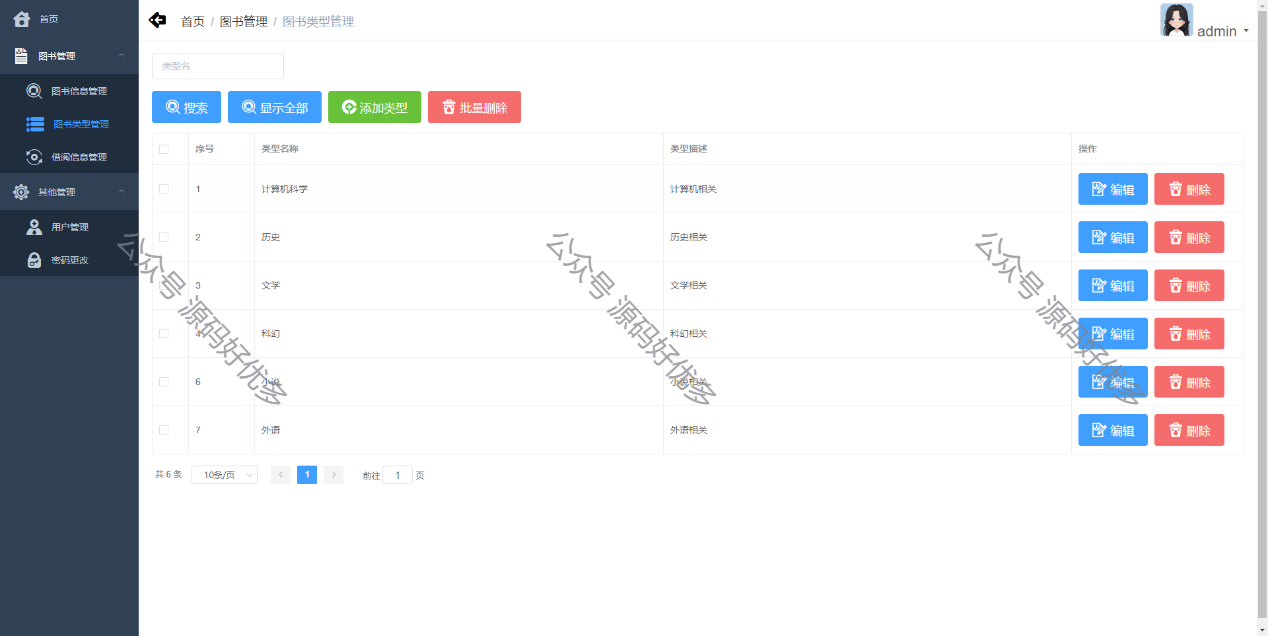 首页
图书管理
图书信息管理
图书类型管理
借阅信息管理
其他管理
用户管理
密码更改
首页 / 图书管理 / 图书类型管理
admin
类型名
搜索 显示全部 添加类型 批量删除
序号 类型名称 类型描述 操作
1 计算机科学 计算机相关 编辑 删除
2 历史 历史相关 编辑 删除
3 文学 文学相关 编辑 删除
4 科幻 科幻相关 编辑 删除
6 小说 小说相关 编辑 删除
7 外语 外语相关 编辑 删除
共 6 条 10条/页 1 前往 1 页
公众号 源码好优多
公众号 源码好优多
公众号 源码好优多